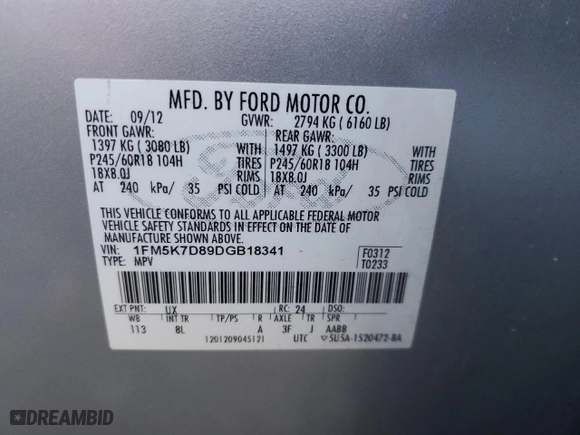 MFD. BY FORD MOTOR CO.
DATE: 09/12 GVWR: 2794 KG ( 6160 LB)
FRONT GAWR: REAR GAWR:
1397 KG ( 3080 LB) WITH 1497 KG ( 3300 LB) WITH
P245/60R18 104H TIRES P245/60R18 104H TIRES
18X8.0J RIMS 18X8.0J RIMS
AT 240 kPa/ 35 PSI COLD AT 240 kPa/ 35 PSI COLD
THIS VEHICLE CONFORMS TO ALL APPLICABLE FEDERAL MOTOR
VEHICLE SAFETY STANDARDS IN EFFECT ON THE DATE OF
MANUFACTURE SHOWN ABOVE.
VIN: 1FM5K7D89DGB18341 F0312
TYPE: MPV T0233
EXT PNT: UX RC: 24 DSO:
WB INT TR TP/PS R AXLE TR SPR
113 8L A 3F J AABB
1201209045121 UTC ▽5U5A-1520472-BA
Ford
DREAMBID